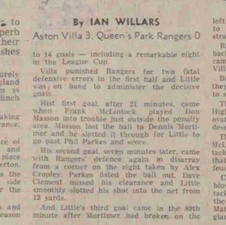 By IAN WILLARS
Aston Villa 3, Queen's Park Rangers 0
to 14 goals — including a remarkable eight
in the League Cup.
Villa punished Rangers for two fatal
defensive errors in the first half and Little
was on hand to administer the decisive
goals.
Hist first goal, after 21 minutes, came
when Frank McLintock played Don
Masson into trouble just outside the penalty
area. Masson lost the ball to Dennis Morti-
mer and he slotted it through for Little to
go past Phil Parkes and score.
His second goal, seven minutes later, came
with Rangers' defence again in disarray
from a corner on the right taken by Alex
Cropley. Parkes fisted the ball out, Dave
Clement missed his clearance and Little
smoothly slotted his shot into the net from
12 yards.
And Little's third goal came in the 89th
minute after Mortimer had broken on the